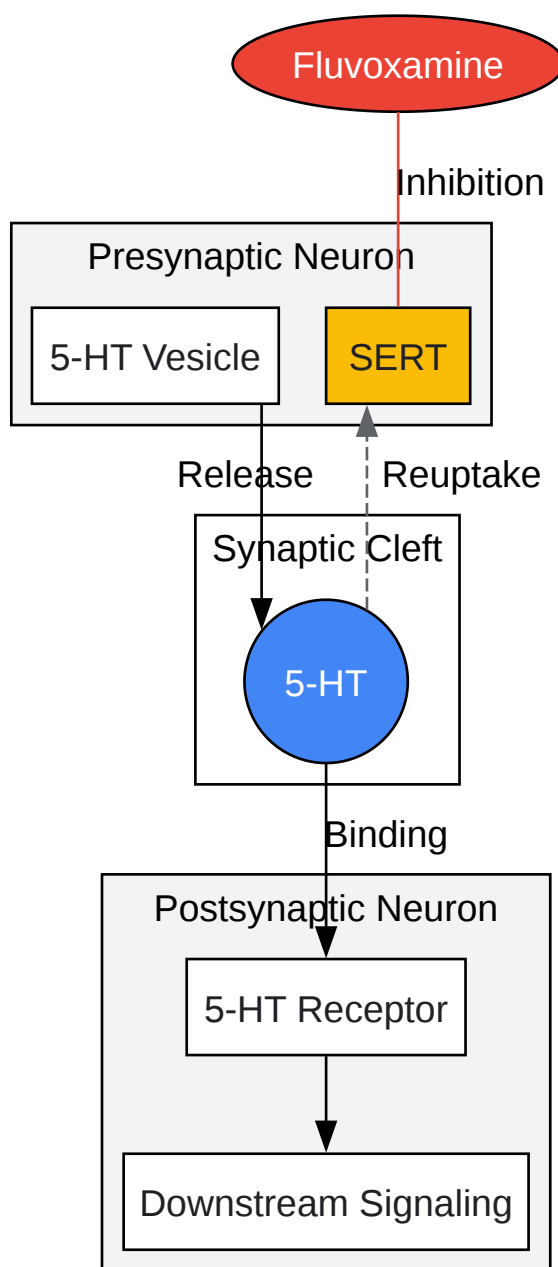 Fluvoxamine
Inhibition
Presynaptic Neuron
5-HT Vesicle
SERT
Release
Reuptake
Synaptic Cleft
5-HT
Binding
Postsynaptic Neuron
5-HT Receptor
Downstream Signaling